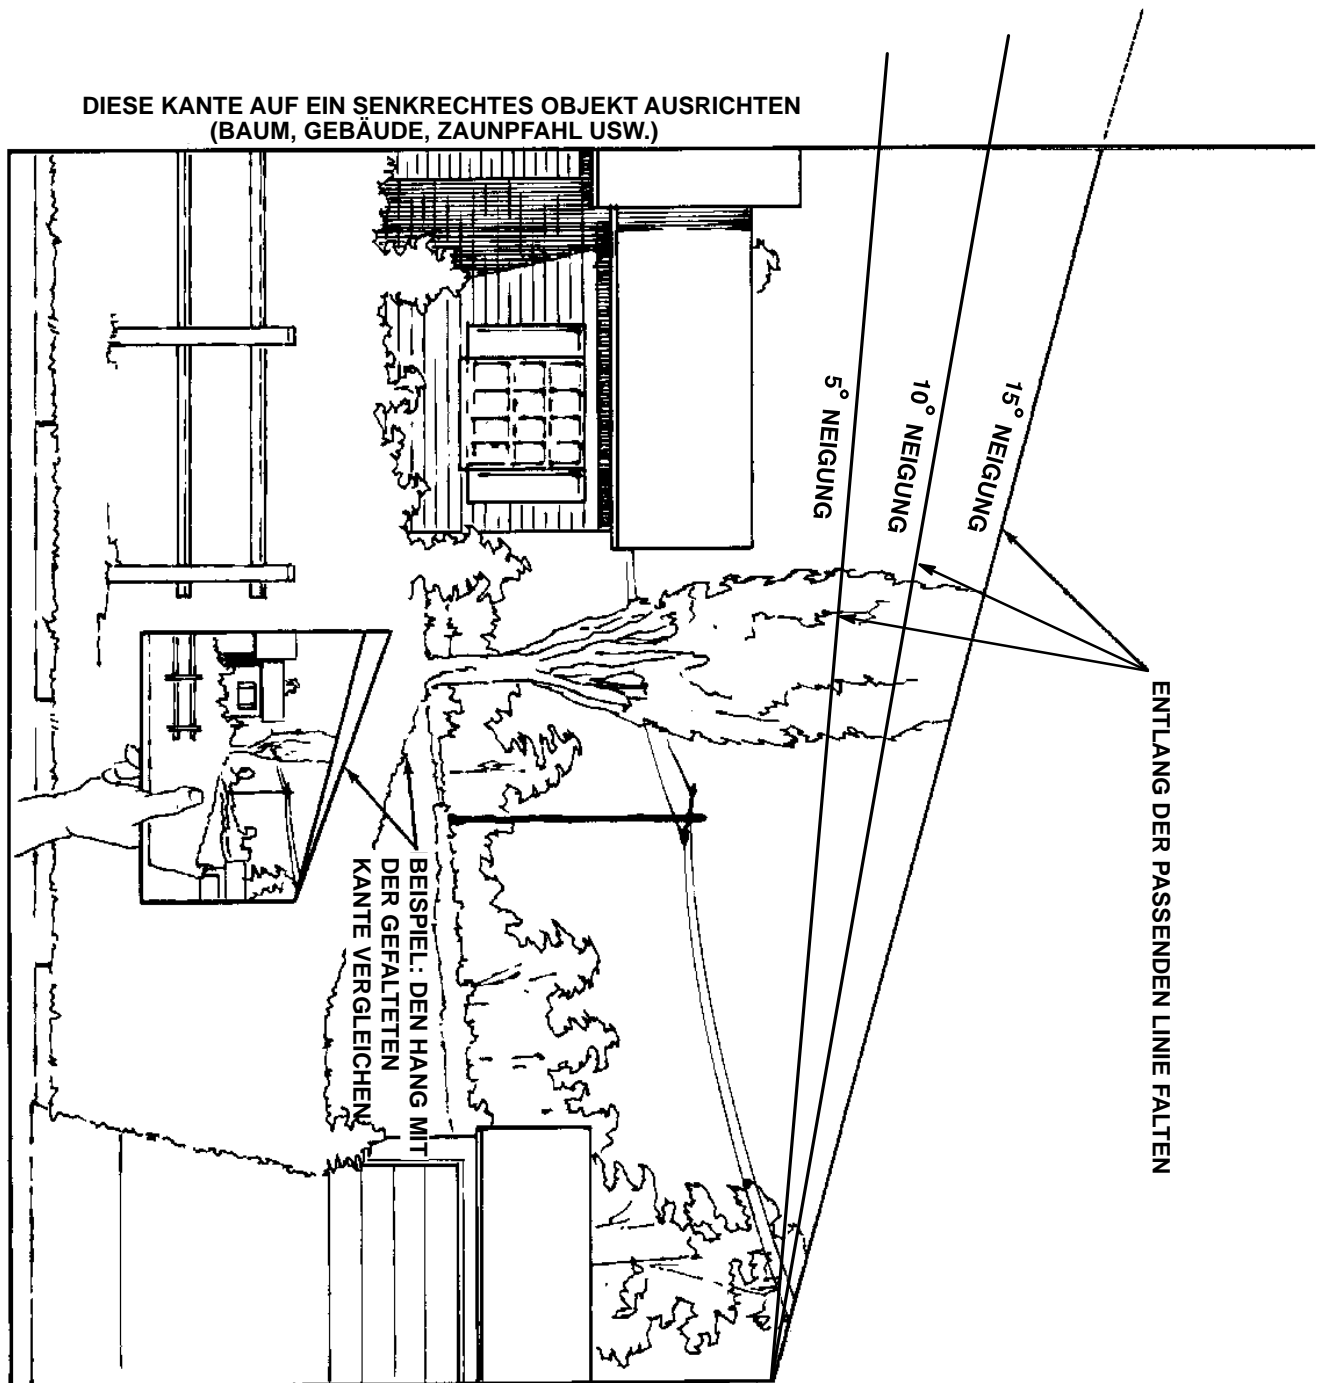 DIESE KANTE AUF EIN SENKRECHTES OBJEKT AUSRICHTEN
(BAUM, GEBÄUDE, ZAUNPFAHL USW.)
15° NEIGUNG
10° NEIGUNG
5° NEIGUNG
ENTLANG DER PASSENDEN LINIE FALTEN
BEISPIEL: DEN HANG MIT
DER GEFALTETEN
KANTE VERGLEICHEN